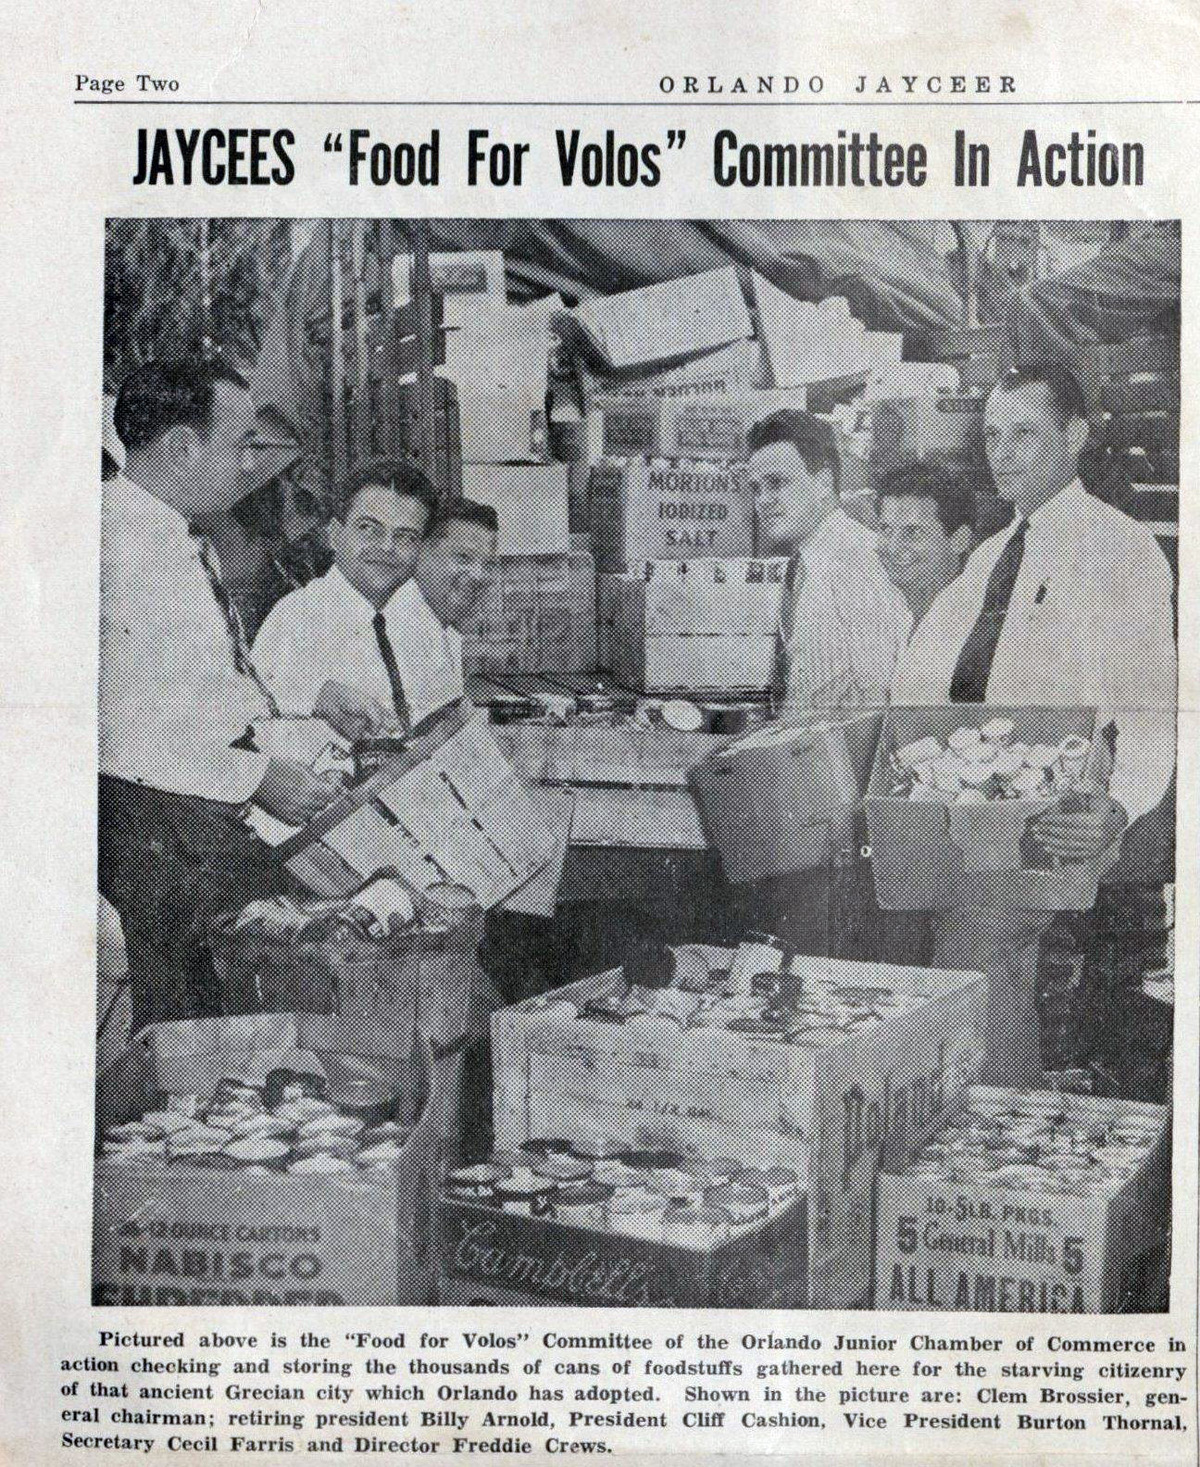 Page Two
ORLANDO JAYCEER
JAYCEES "Food For Volos" Committee In Action
MORTON'S
IODIZED
SALT
12 OUNCE CARTONS
NABISCO
SHREDDED
Campbell's
10-5LB. PKGS.
5 General Mills 5
ALL AMERICA
Pictured above is the "Food for Volos" Committee of the Orlando Junior Chamber of Commerce in
action checking and storing the thousands of cans of foodstuffs gathered here for the starving citizenry
of that ancient Grecian city which Orlando has adopted. Shown in the picture are: Clem Brossier, gen-
eral chairman; retiring president Billy Arnold, President Cliff Cashion, Vice President Burton Thornal,
Secretary Cecil Farris and Director Freddie Crews.